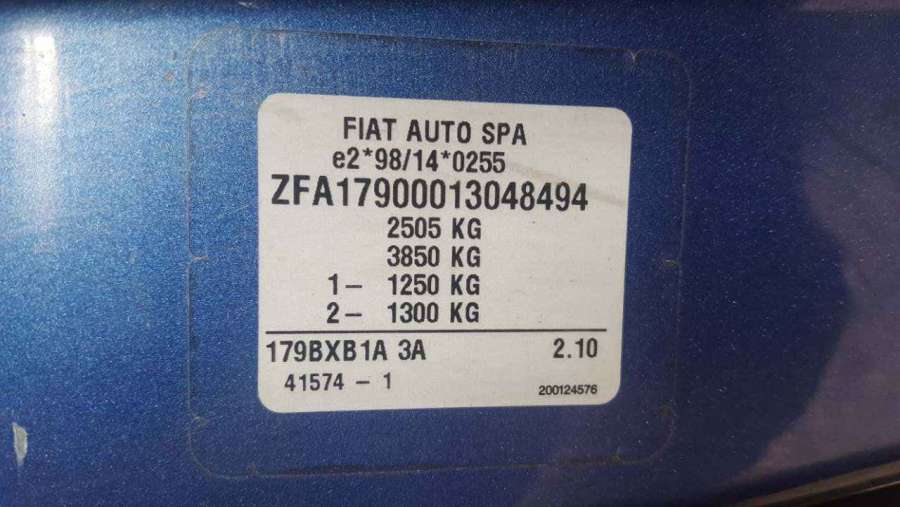 FIAT AUTO SPA
e2*98/14*0255
ZFA17900013048494
2505 KG
3850 KG
1- 1250 KG
2- 1300 KG
179BXB1A 3A 2.10
41574 - 1 200124576